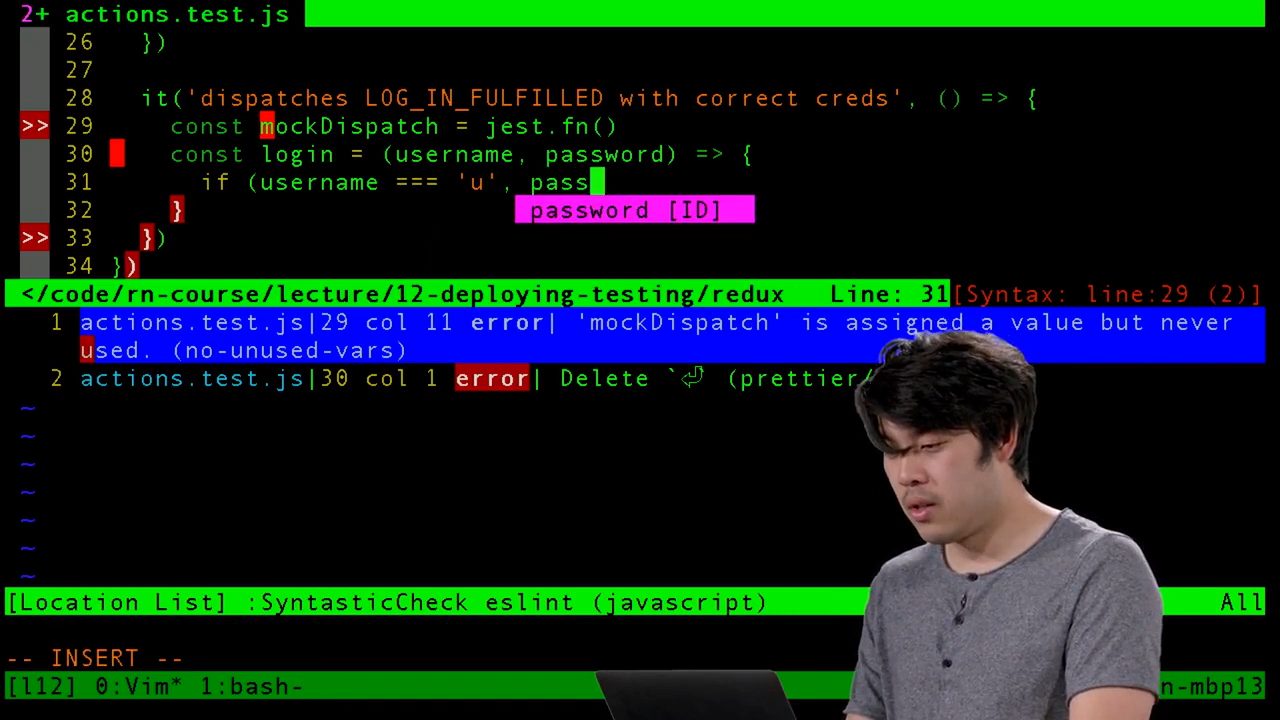 2+ actions.test.js
26 })
27
28 it('dispatches LOG_IN_FULFILLED with correct creds', () => {
>> 29 const mockDispatch = jest.fn()
30 const login = (username, password) => {
31 if (username === 'u', pass
32 }
password [ID]
>> 33 })
34 })
</code/rn-course/lecture/12-deploying-testing/redux Line: 31[Syntax: line:29 (2)]
1 actions.test.js|29 col 11 error| 'mockDispatch' is assigned a value but never
used. (no-unused-vars)
2 actions.test.js|30 col 1 error| Delete `⏎ (prettier/
~
~
~
~
~
~
~
[Location List] :SyntasticCheck eslint (javascript) All
-- INSERT --
[l12] 0:Vim* 1:bash- n-mbp13